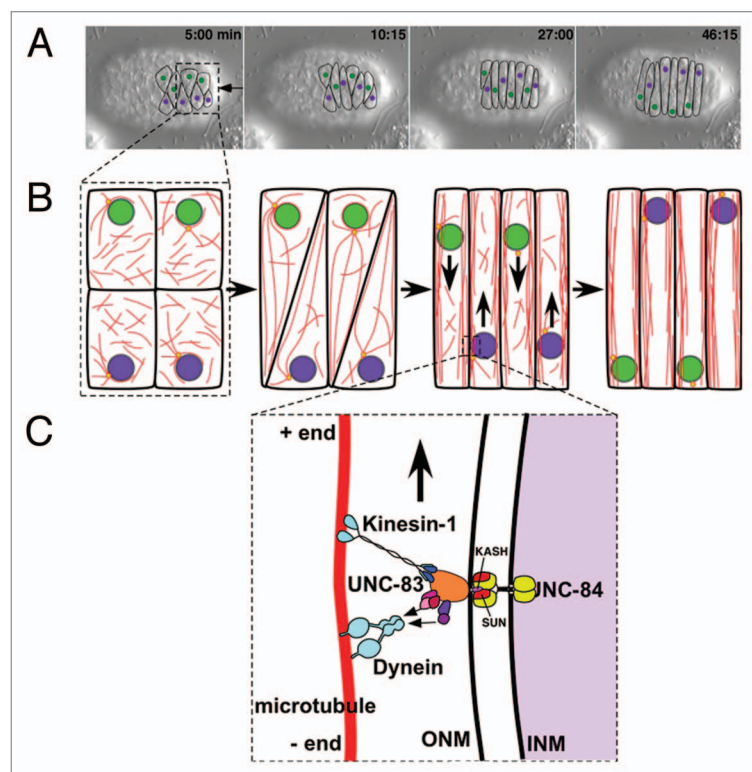 A
5:00 min
10:15
27:00
46:15
B
C
+ end
Kinesin-1
KASH
UNC-83
JNC-84
SUN
Dynein
microtubule
- end
ONM
INM